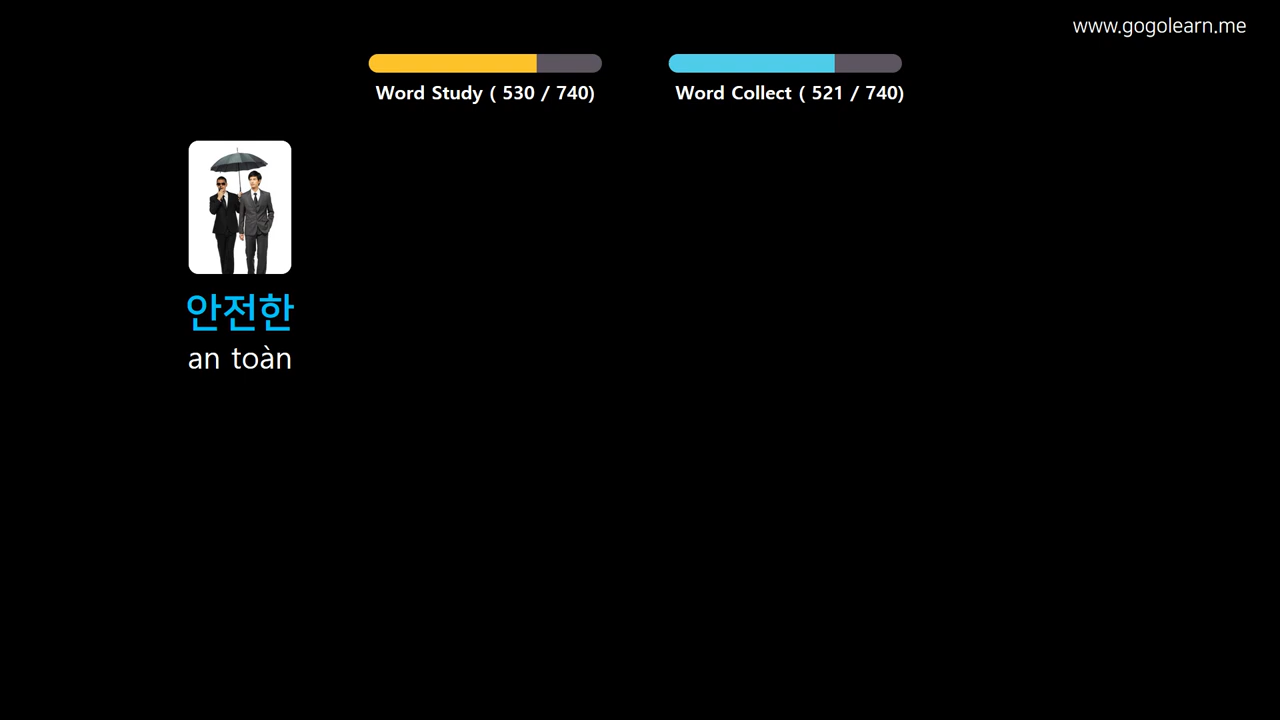 www.gogolearn.me
Word Study ( 530 / 740)
Word Collect ( 521 / 740)
안전한
an toàn